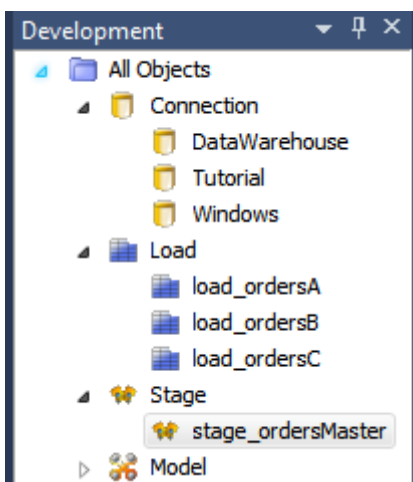 Development
All Objects
Connection
DataWarehouse
Tutorial
Windows
Load
load_ordersA
load_ordersB
load_ordersC
Stage
stage_ordersMaster
Model